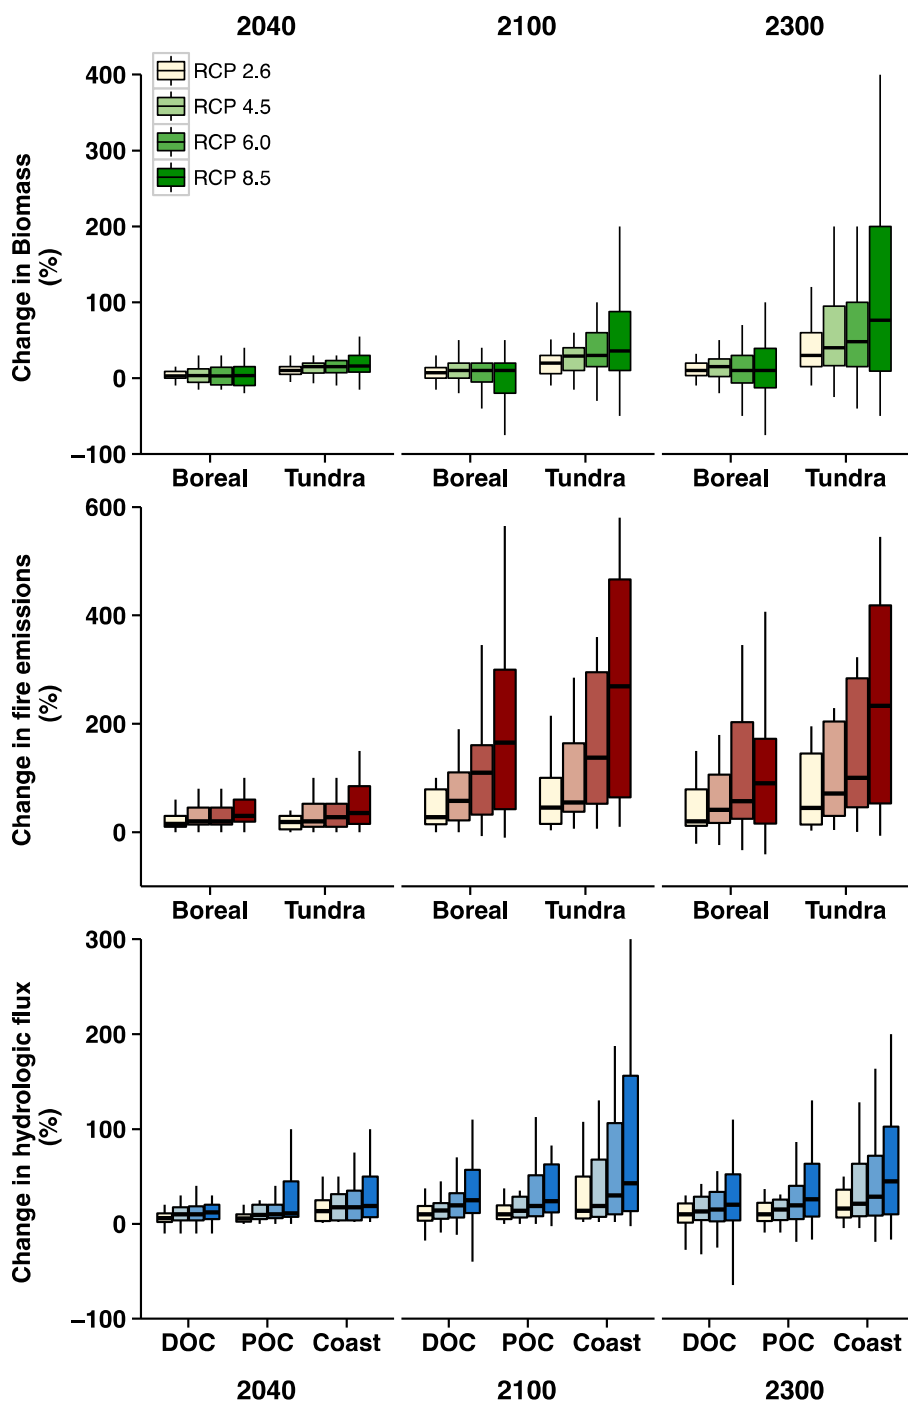 2040 2100 2300
RCP 2.6
RCP 4.5
RCP 6.0
RCP 8.5
Change in Biomass
(%)
400
300
200
100
0
−100
Boreal Tundra Boreal Tundra Boreal Tundra
Change in fire emissions
(%)
600
400
200
0
Boreal Tundra Boreal Tundra Boreal Tundra
Change in hydrologic flux
(%)
300
200
100
0
−100
DOC POC Coast DOC POC Coast DOC POC Coast
2040 2100 2300